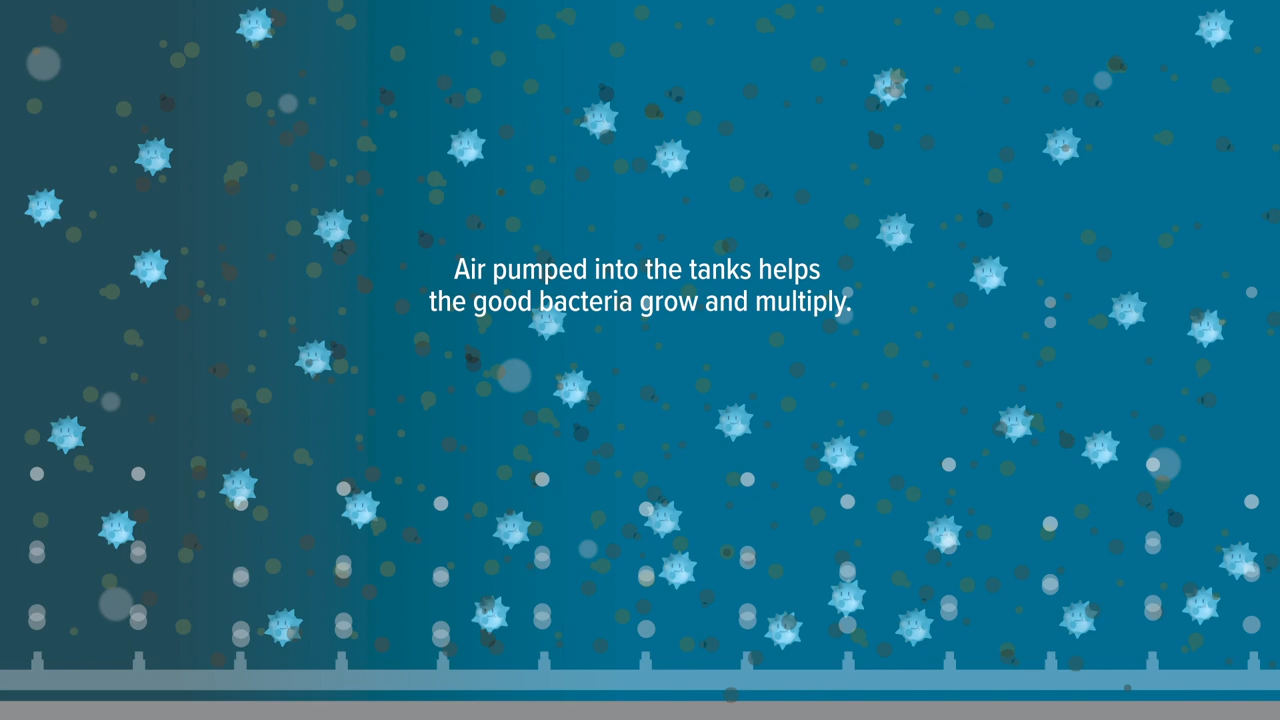 Air pumped into the tanks helps
the good bacteria grow and multiply.